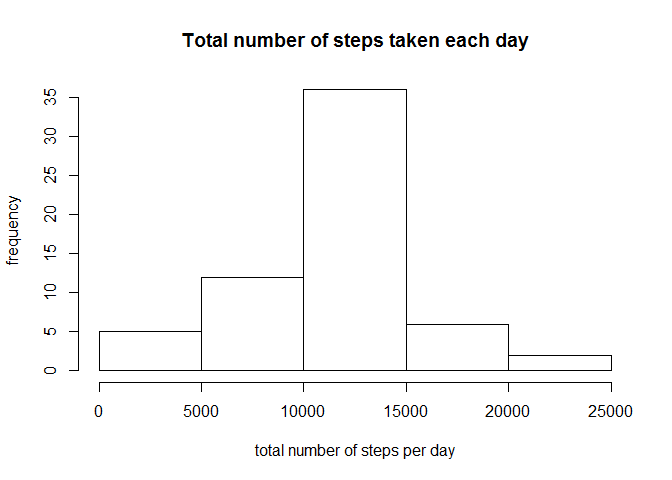 Total number of steps taken each day
frequency
35
30
25
20
15
10
5
0
0 5000 10000 15000 20000 25000
total number of steps per day